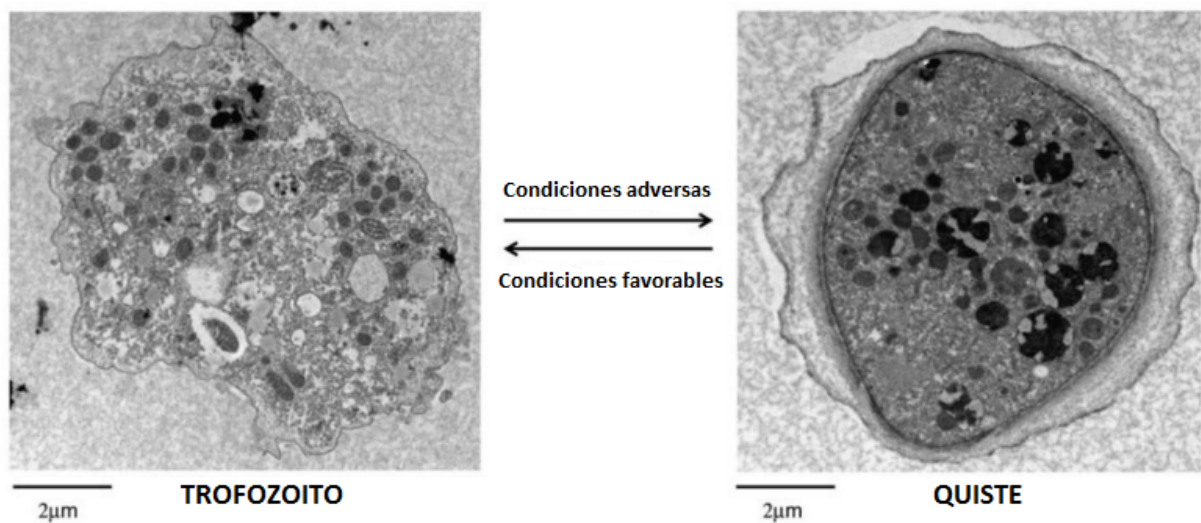 Condiciones adversas
Condiciones favorables
2μm
TROFOZOITO
2μm
QUISTE